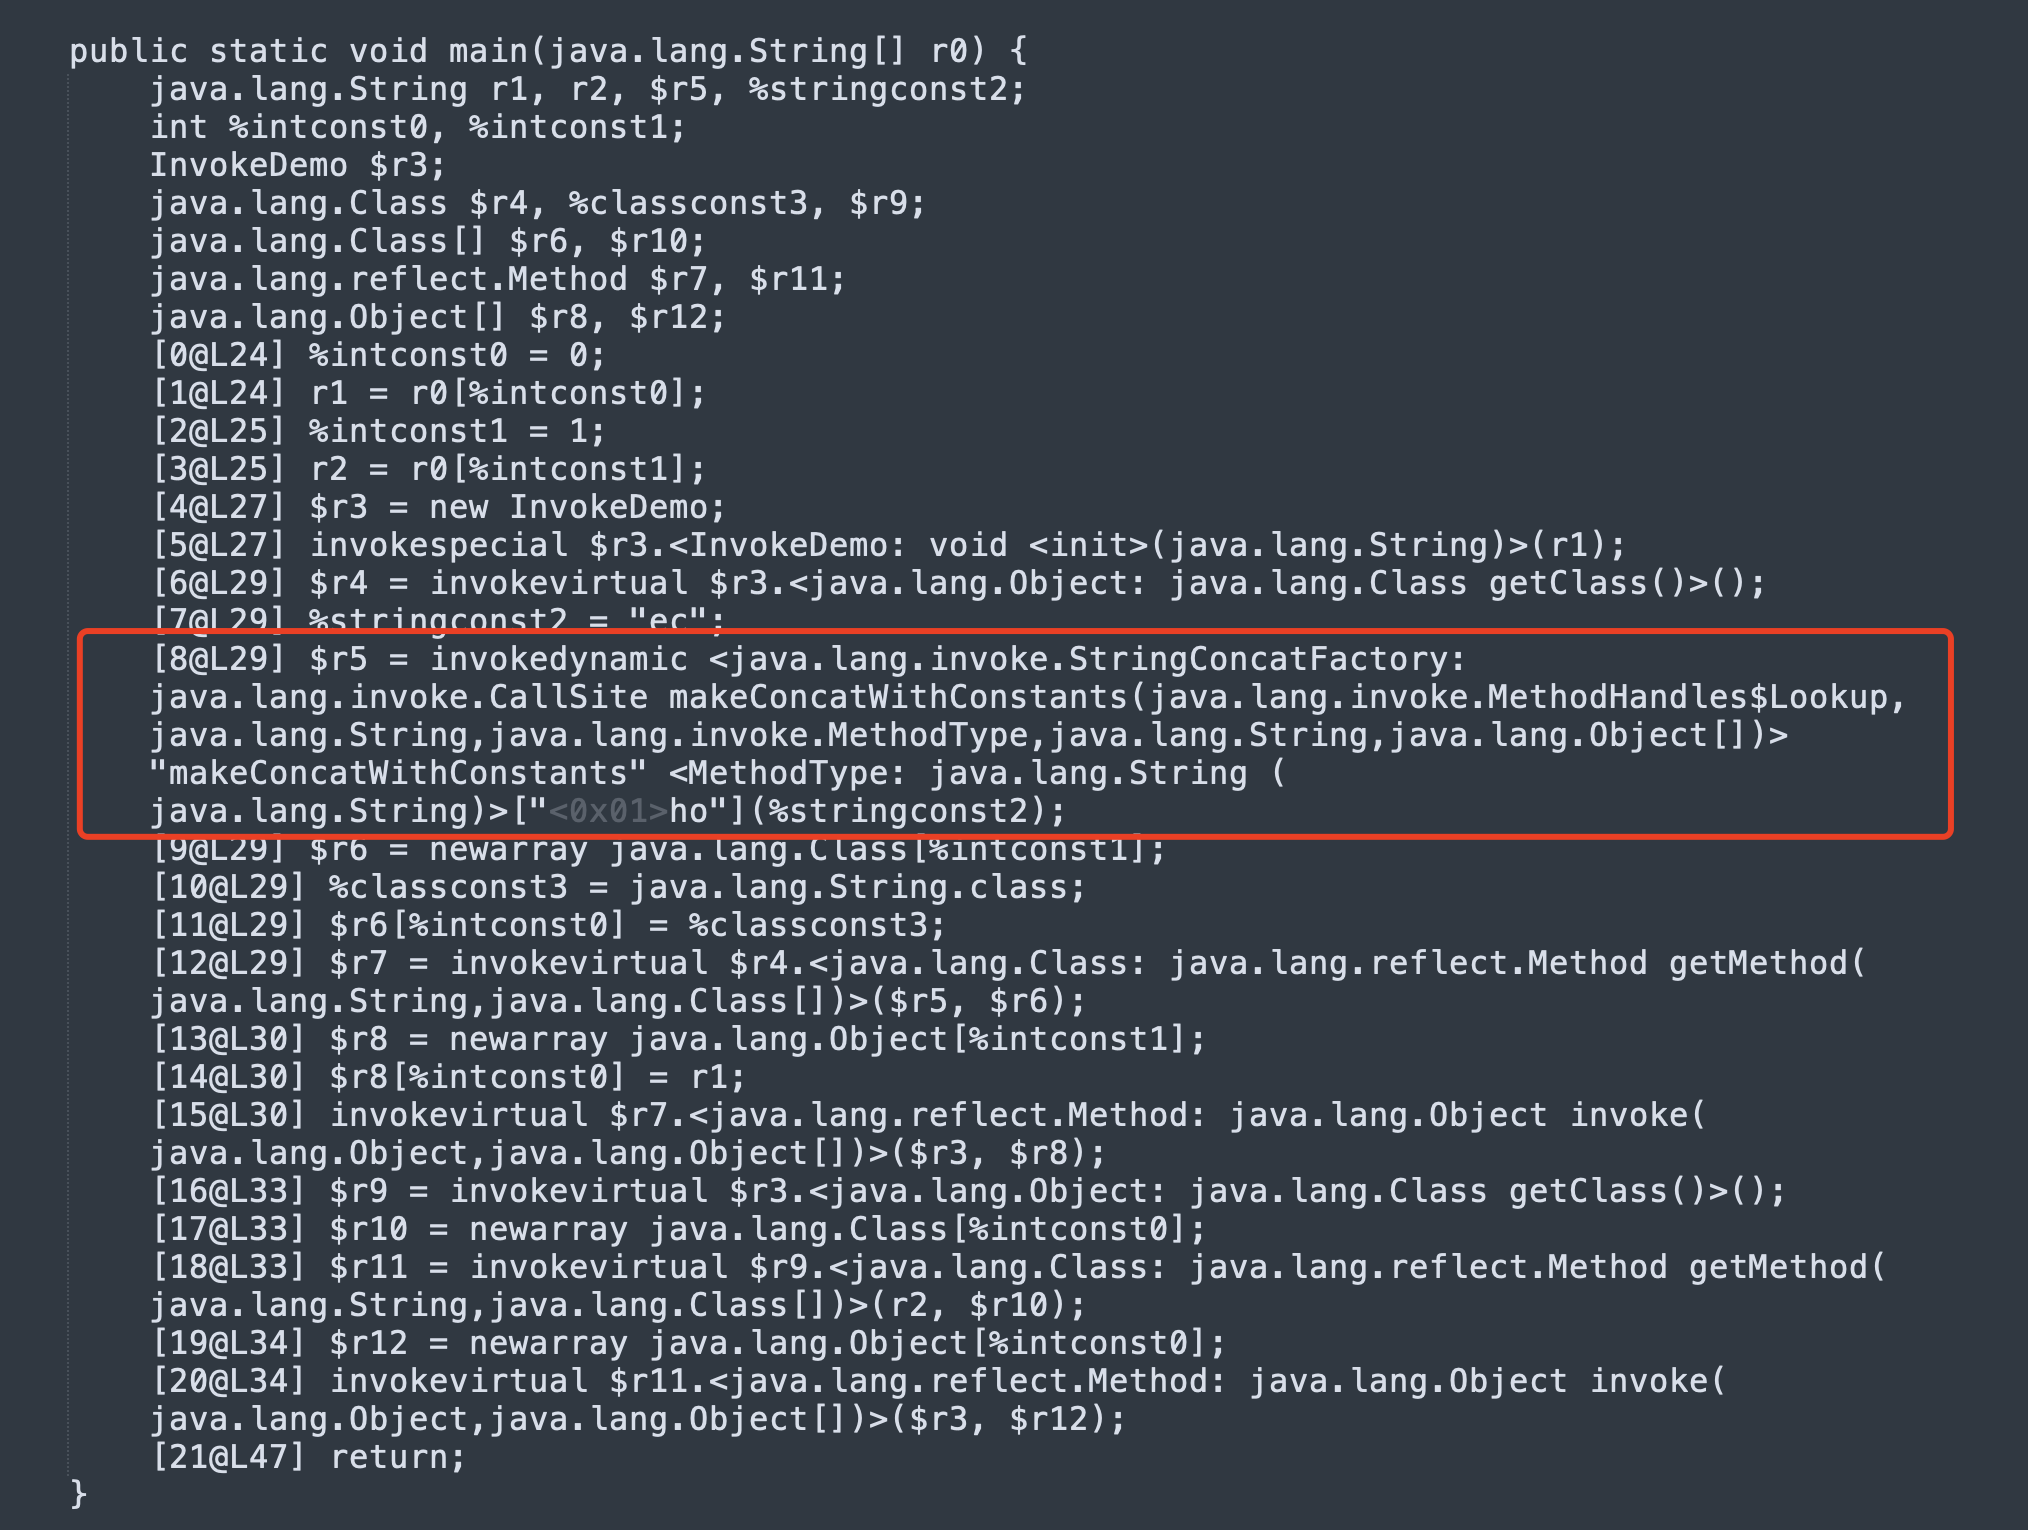 public static void main(java.lang.String[] r0) {
java.lang.String r1, r2, $r5, %stringconst2;
int %intconst0, %intconst1;
InvokeDemo $r3;
java.lang.Class $r4, %classconst3, $r9;
java.lang.Class[] $r6, $r10;
java.lang.reflect.Method $r7, $r11;
java.lang.Object[] $r8, $r12;
[0@L24] %intconst0 = 0;
[1@L24] r1 = r0[%intconst0];
[2@L25] %intconst1 = 1;
[3@L25] r2 = r0[%intconst1];
[4@L27] $r3 = new InvokeDemo;
[5@L27] invokespecial $r3.<InvokeDemo: void <init>(java.lang.String)>(r1);
[6@L29] $r4 = invokevirtual $r3.<java.lang.Object: java.lang.Class getClass()>();
[7@L29] %stringconst2 = "ec";
[8@L29] $r5 = invokedynamic <java.lang.invoke.StringConcatFactory:
java.lang.invoke.CallSite makeConcatWithConstants(java.lang.invoke.MethodHandles$Lookup,
java.lang.String,java.lang.invoke.MethodType,java.lang.String,java.lang.Object[])>
"makeConcatWithConstants" <MethodType: java.lang.String (
java.lang.String)>["<0x01>ho"](%stringconst2);
[9@L29] $r6 = newarray java.lang.Class[%intconst1];
[10@L29] %classconst3 = java.lang.String.class;
[11@L29] $r6[%intconst0] = %classconst3;
[12@L29] $r7 = invokevirtual $r4.<java.lang.Class: java.lang.reflect.Method getMethod(
java.lang.String,java.lang.Class[])>($r5, $r6);
[13@L30] $r8 = newarray java.lang.Object[%intconst1];
[14@L30] $r8[%intconst0] = r1;
[15@L30] invokevirtual $r7.<java.lang.reflect.Method: java.lang.Object invoke(
java.lang.Object,java.lang.Object[])>($r3, $r8);
[16@L33] $r9 = invokevirtual $r3.<java.lang.Object: java.lang.Class getClass()>();
[17@L33] $r10 = newarray java.lang.Class[%intconst0];
[18@L33] $r11 = invokevirtual $r9.<java.lang.Class: java.lang.reflect.Method getMethod(
java.lang.String,java.lang.Class[])>(r2, $r10);
[19@L34] $r12 = newarray java.lang.Object[%intconst0];
[20@L34] invokevirtual $r11.<java.lang.reflect.Method: java.lang.Object invoke(
java.lang.Object,java.lang.Object[])>($r3, $r12);
[21@L47] return;
}